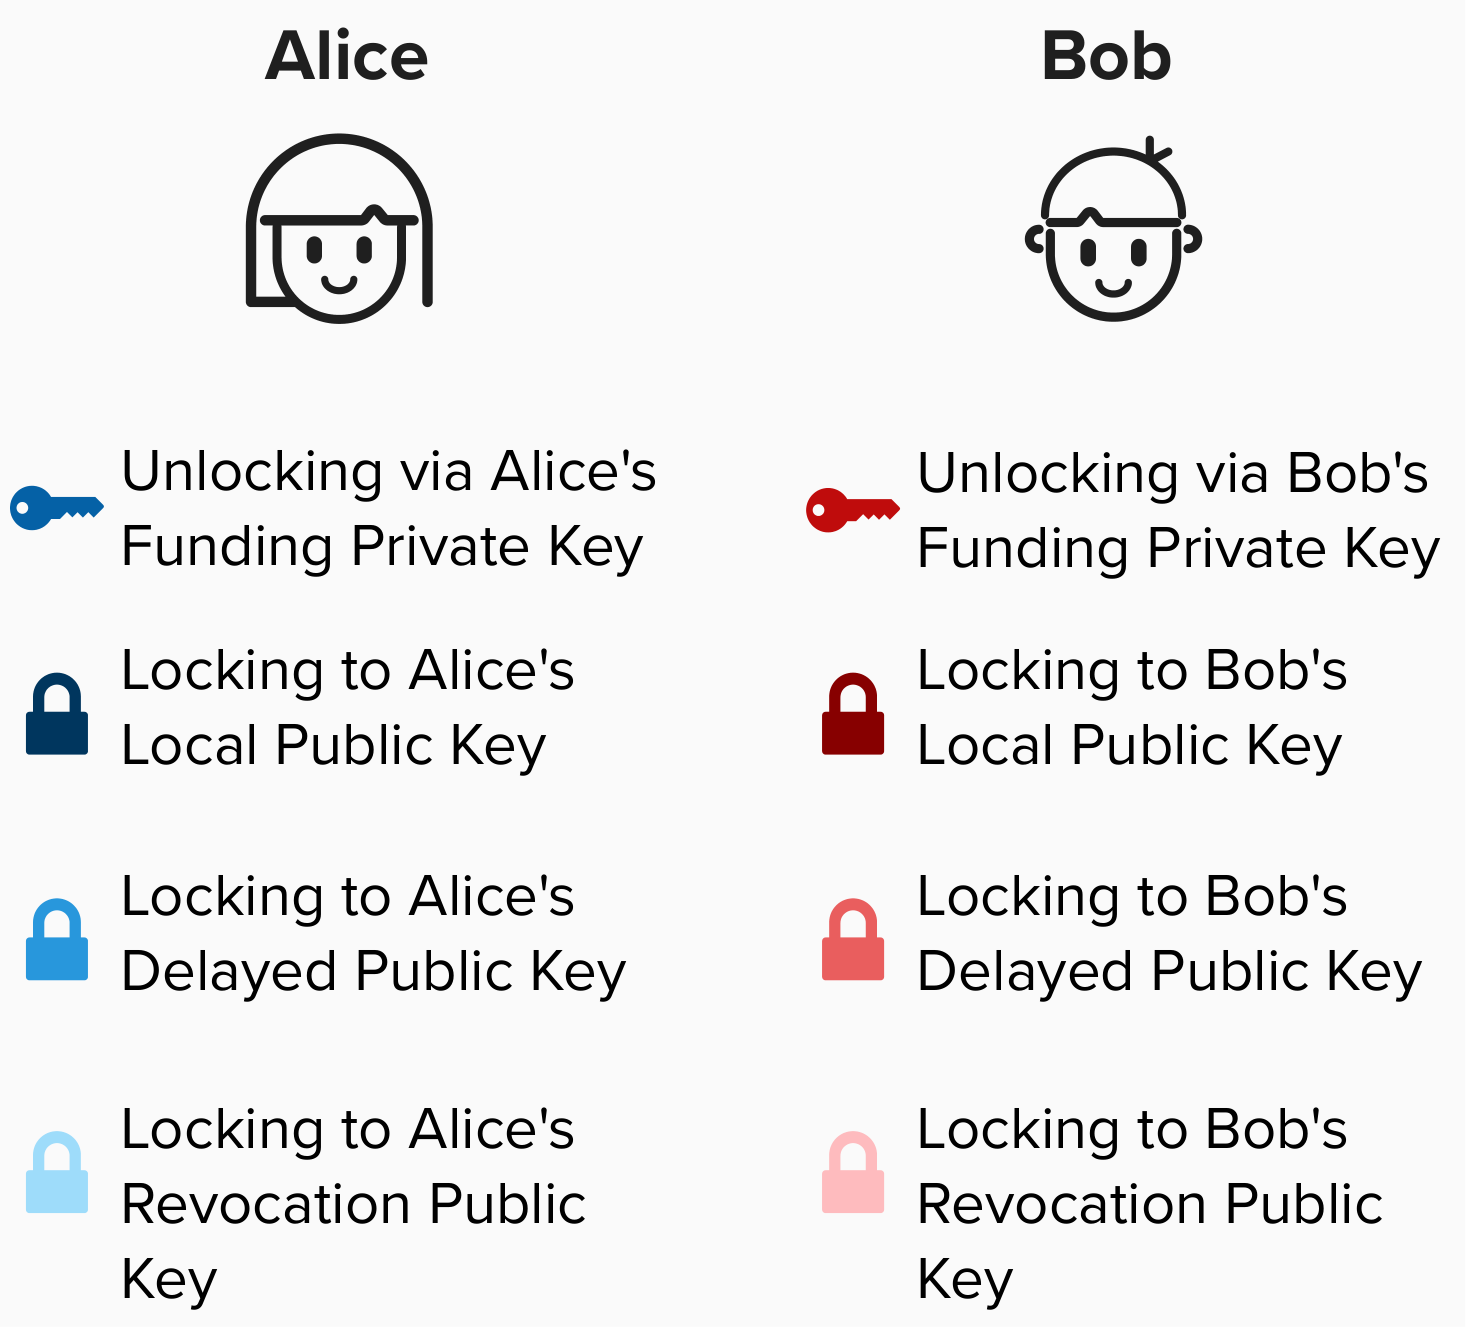 Alice
Bob
Unlocking via Alice's
Funding Private Key
Unlocking via Bob's
Funding Private Key
Locking to Alice's
Local Public Key
Locking to Bob's
Local Public Key
Locking to Alice's
Delayed Public Key
Locking to Bob's
Delayed Public Key
Locking to Alice's
Revocation Public
Key
Locking to Bob's
Revocation Public
Key